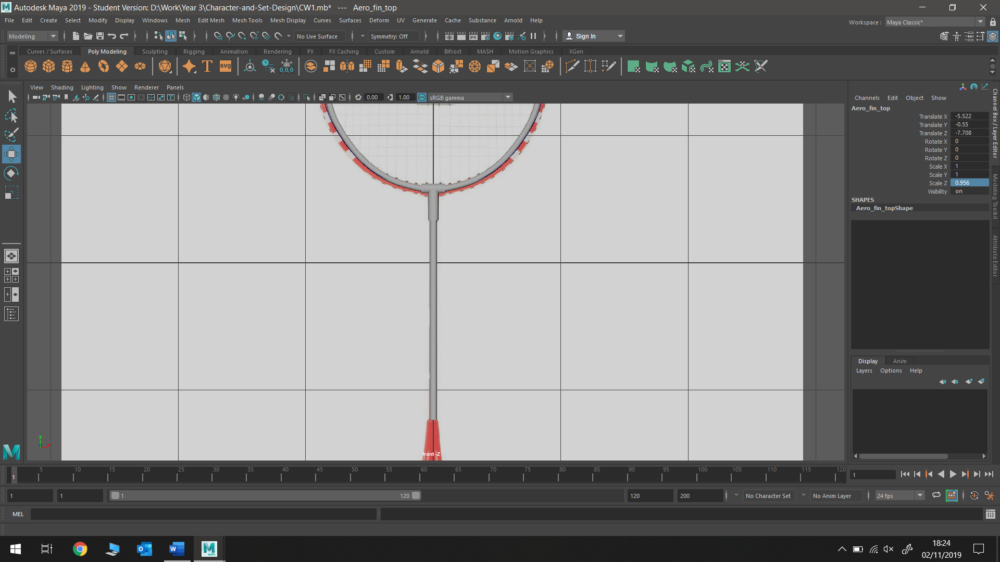 Autodesk Maya 2019 - Student Version: D:\Work\Year 3\Character-and-Set-Design\CW1.mb*   ---   Aero_fin_top
File Edit Create Select Modify Display Windows Mesh Edit Mesh Mesh Tools Mesh Display Curves Surfaces Deform UV Generate Cache Substance Arnold Help
Workspace : Maya Classic*
Modeling No Live Surface Symmetry: Off IPR Sign In
Curves / Surfaces Poly Modeling Sculpting Rigging Animation Rendering FX FX Caching Custom Arnold Bifrost MASH Motion Graphics XGen
T SVG 0,0,0
View Shading Lighting Show Renderer Panels
0.00 1.00 ON sRGB gamma
Channels Edit Object Show
Aero_fin_top
Translate X -5.522
Translate Y -0.55
Translate Z -7.708
Rotate X 0
Rotate Y 0
Rotate Z 0
Scale X 1
Scale Y 1
Scale Z 0.956
Visibility on
SHAPES
Aero_fin_topShape
Channel Box / Layer Editor
Modeling Toolkit
Attribute Editor
Display Anim
Layers Options Help
y
z x
front -Z
1 5 10 15 20 25 30 35 40 45 50 55 60 65 70 75 80 85 90 95 100 105 110 115 120
1
1 1 1 120 120 200 No Character Set No Anim Layer 24 fps
MEL
18:24
02/11/2019